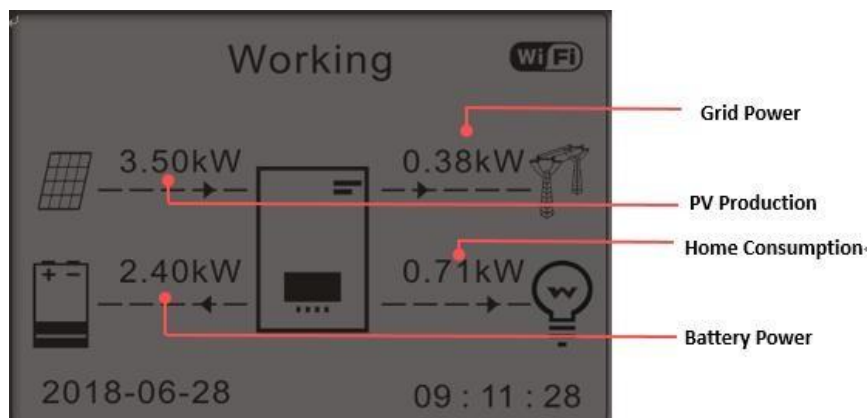 Working
WiFi
Grid Power
3.50kW
0.38kW
PV Production
Home Consumption
2.40kW
0.71kW
Battery Power
2018-06-28
09 : 11 : 28